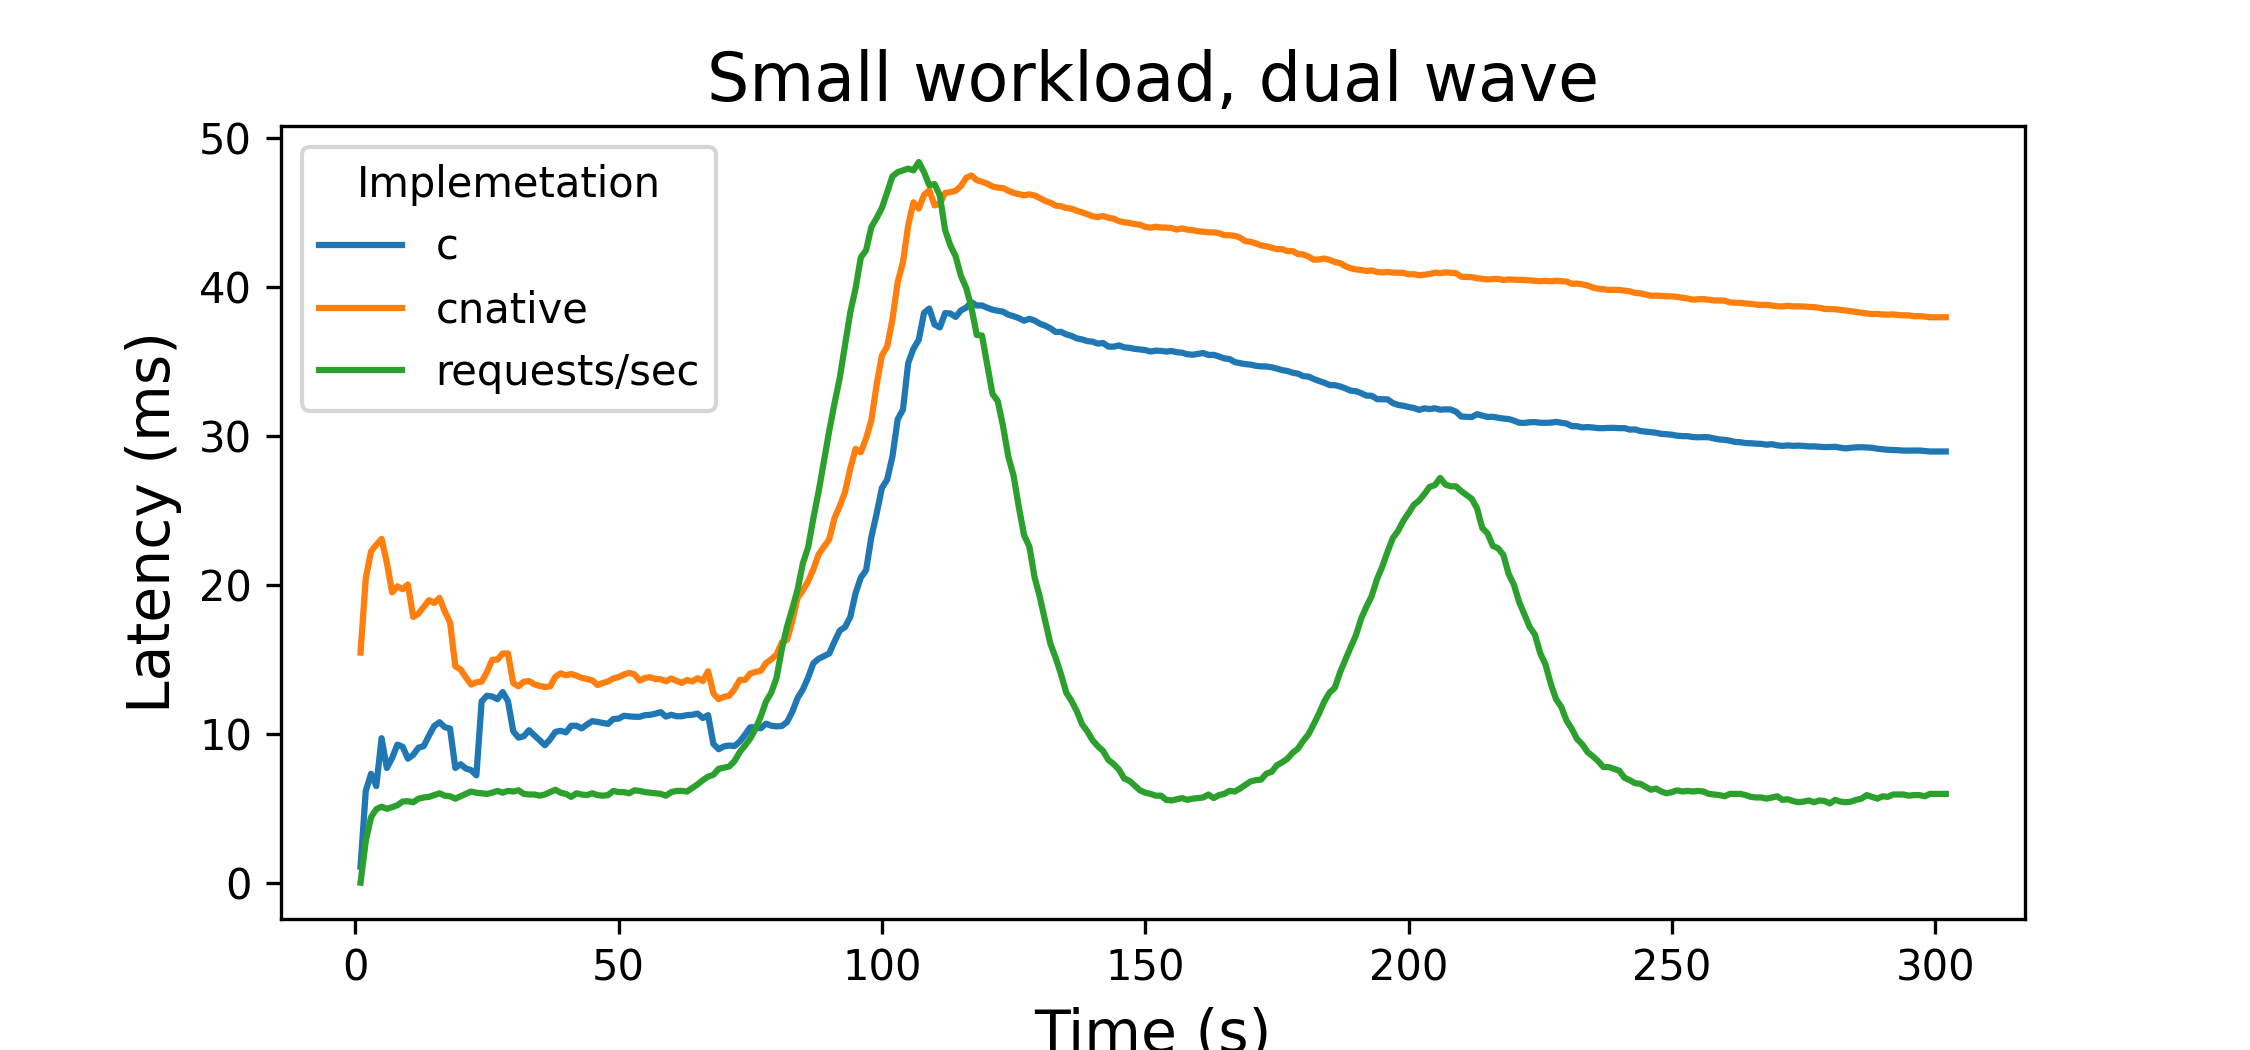 Small workload, dual wave
Latency (ms)
50
40
30
20
10
0
Implemetation
c
cnative
requests/sec
0 50 100 150 200 250 300
Time (s)